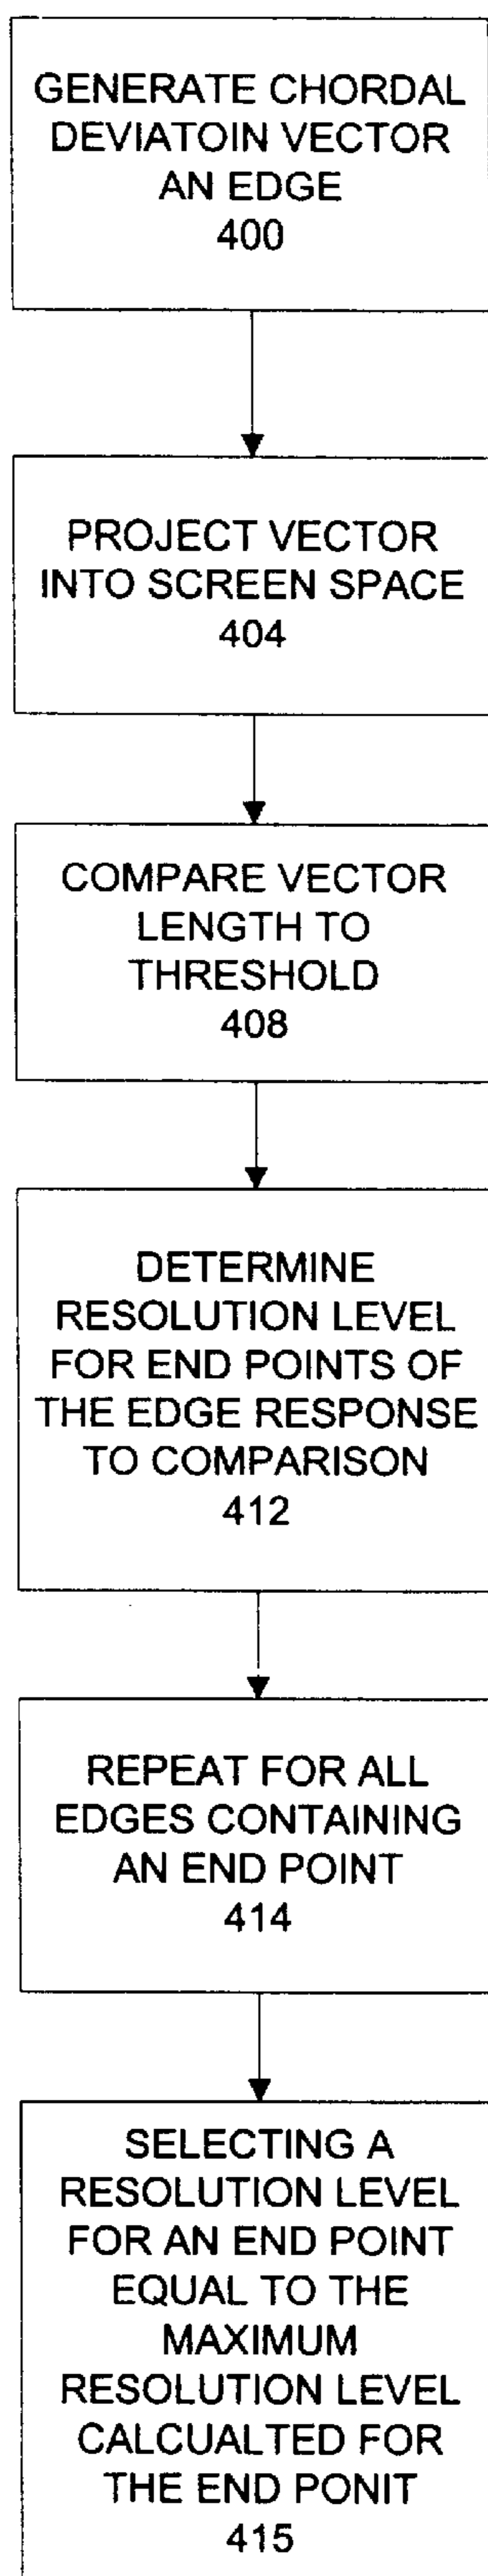 GENERATE CHORDAL
DEVIATOIN VECTOR
AN EDGE
400
PROJECT VECTOR
INTO SCREEN SPACE
404
COMPARE VECTOR
LENGTH TO
THRESHOLD
408
DETERMINE
RESOLUTION LEVEL
FOR END POINTS OF
THE EDGE RESPONSE
TO COMPARISON
412
REPEAT FOR ALL
EDGES CONTAINING
AN END POINT
414
SELECTING A
RESOLUTION LEVEL
FOR AN END POINT
EQUAL TO THE
MAXIMUM
RESOLUTION LEVEL
CALCUALTED FOR
THE END PONIT
415